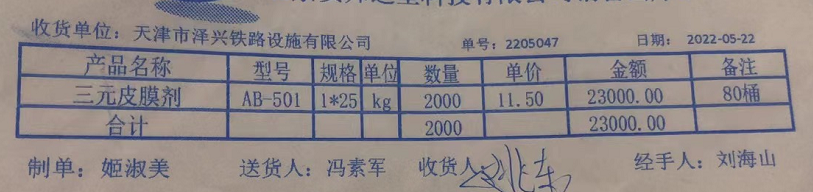 收货单位：天津市泽兴铁路设施有限公司 单号：2205047 日期：2022-05-22
产品名称 型号 规格 单位 数量 单价 金额 备注
三元皮膜剂 AB-501 1*25 kg 2000 11.50 23000.00 80桶
合计 2000 23000.00
制单：姬淑美 送货人：冯素军 收货人 经手人：刘海山